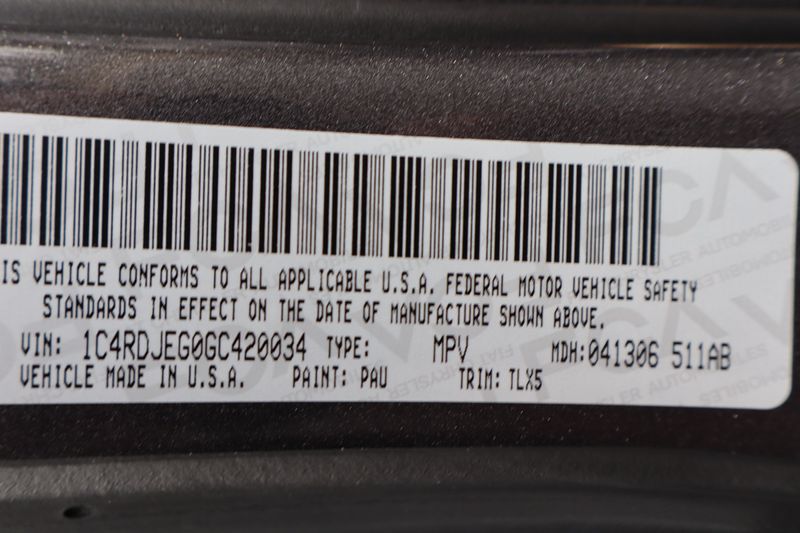 IS VEHICLE CONFORMS TO ALL APPLICABLE U.S.A. FEDERAL MOTOR VEHICLE SAFETY
STANDARDS IN EFFECT ON THE DATE OF MANUFACTURE SHOWN ABOVE.
VIN: 1C4RDJEG0GC420034 TYPE: MPV MDH:041306 511AB
VEHICLE MADE IN U.S.A. PAINT: PAU TRIM: TLX5